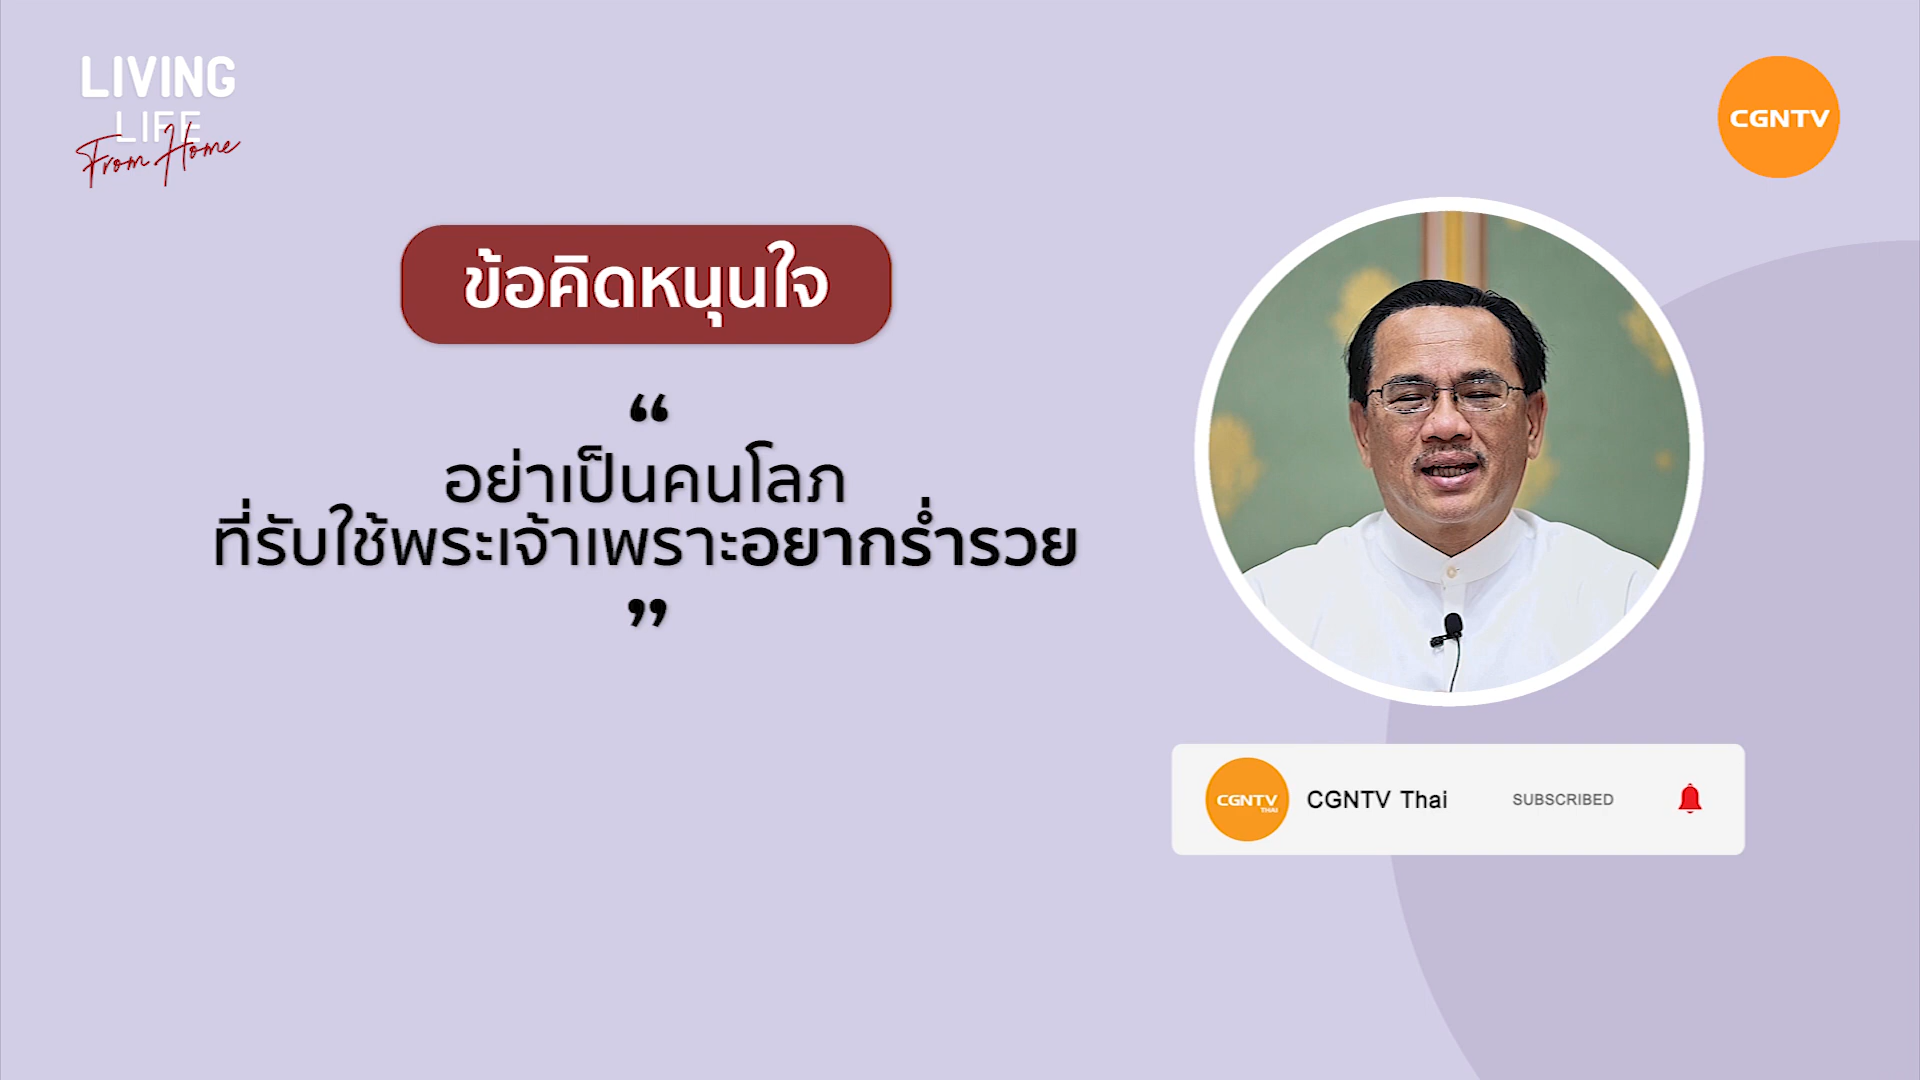 LIVING
LIFE
From Home
CGNTV
ข้อคิดหนุนใจ
“
อย่าเป็นคนโลภ
ที่รับใช้พระเจ้าเพราะอยากร่ำรวย
”
CGNTV
THAI
CGNTV Thai
SUBSCRIBED